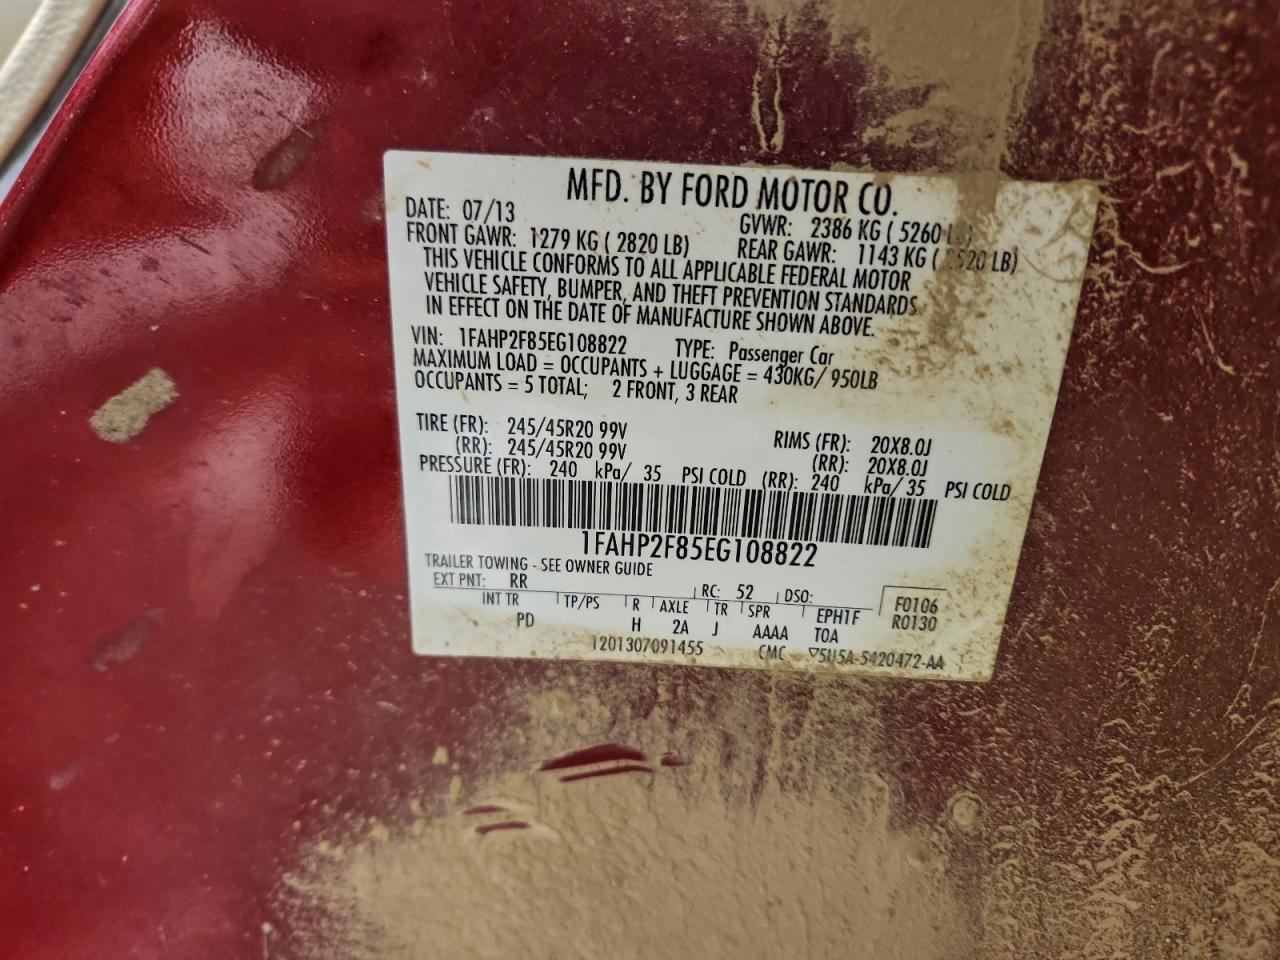 MFD. BY FORD MOTOR CO.
DATE: 07/13 GVWR: 2386 KG ( 5260
FRONT GAWR: 1279 KG ( 2820 LB) REAR GAWR: 1143 KG ( 2520 LB)
THIS VEHICLE CONFORMS TO ALL APPLICABLE FEDERAL MOTOR
VEHICLE SAFETY, BUMPER, AND THEFT PREVENTION STANDARDS
IN EFFECT ON THE DATE OF MANUFACTURE SHOWN ABOVE.
VIN: 1FAHP2F85EG108822 TYPE: Passenger Car
MAXIMUM LOAD = OCCUPANTS + LUGGAGE = 430KG/ 950LB
OCCUPANTS = 5 TOTAL; 2 FRONT, 3 REAR
TIRE (FR): 245/45R20 99V RIMS (FR): 20X8.0J
(RR): 245/45R20 99V (RR): 20X8.0J
PRESSURE (FR): 240 kPa/ 35 PSI COLD (RR): 240 kPa/ 35 PSI COLD
1FAHP2F85EG108822
TRAILER TOWING - SEE OWNER GUIDE
EXT PNT: RR RC: 52 DSO: F0106
INT TR TP/PS R AXLE TR SPR EPH1F R0130
PD H 2A J AAAA TOA
1201307091455 CMC ▽5U5A-5420472-AA